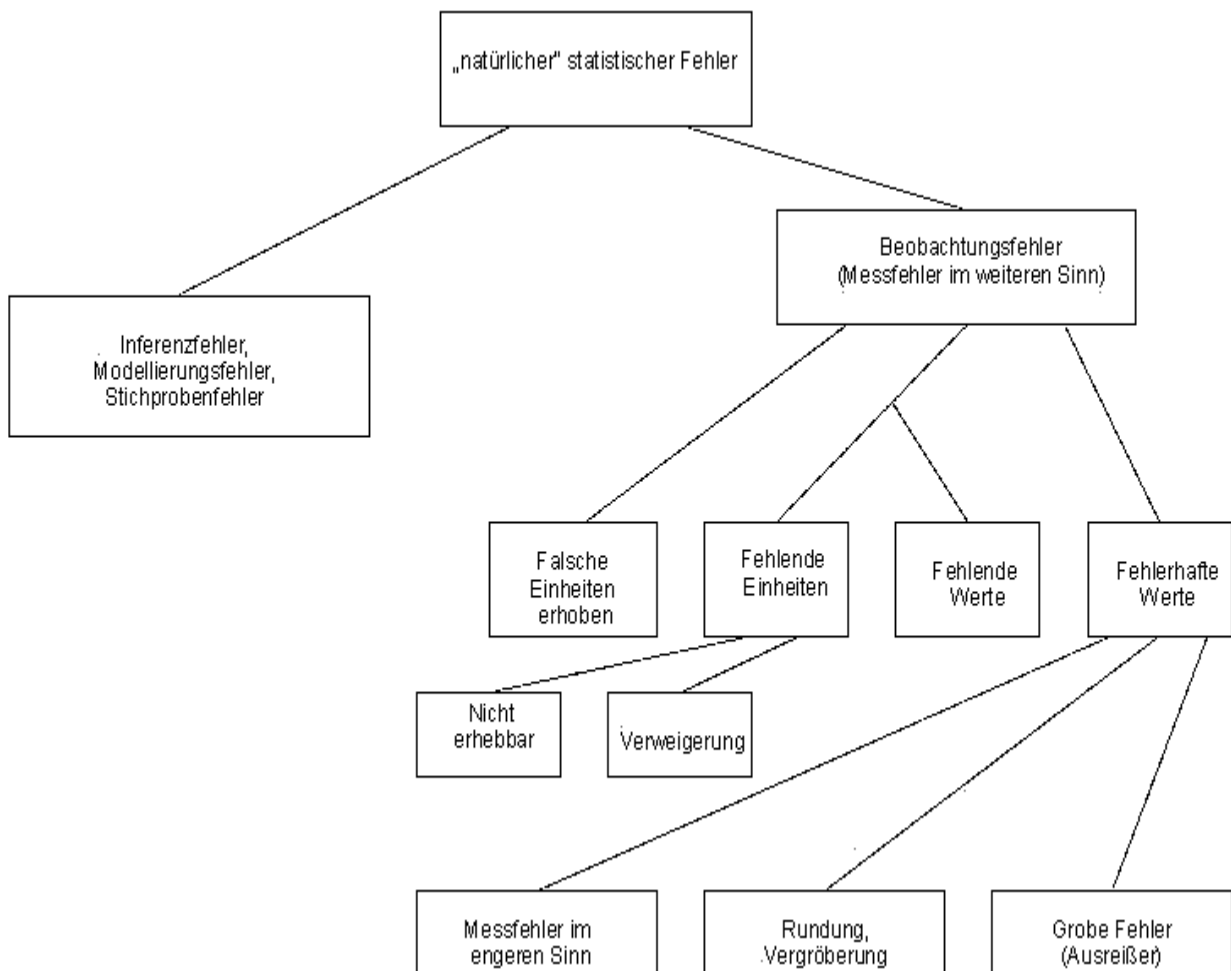 „natürlicher" statistischer Fehler
Beobachtungsfehler
(Messfehler im weiteren Sinn)
Inferenzfehler,
Modellierungsfehler,
Stichprobenfehler
Falsche
Einheiten
erhoben
Fehlende
Einheiten
Fehlende
Werte
Fehlerhafte
Werte
Nicht
erhebbar
Verweigerung
Messfehler im
engeren Sinn
Rundung,
Vergröberung
Grobe Fehler
(Ausreißer)